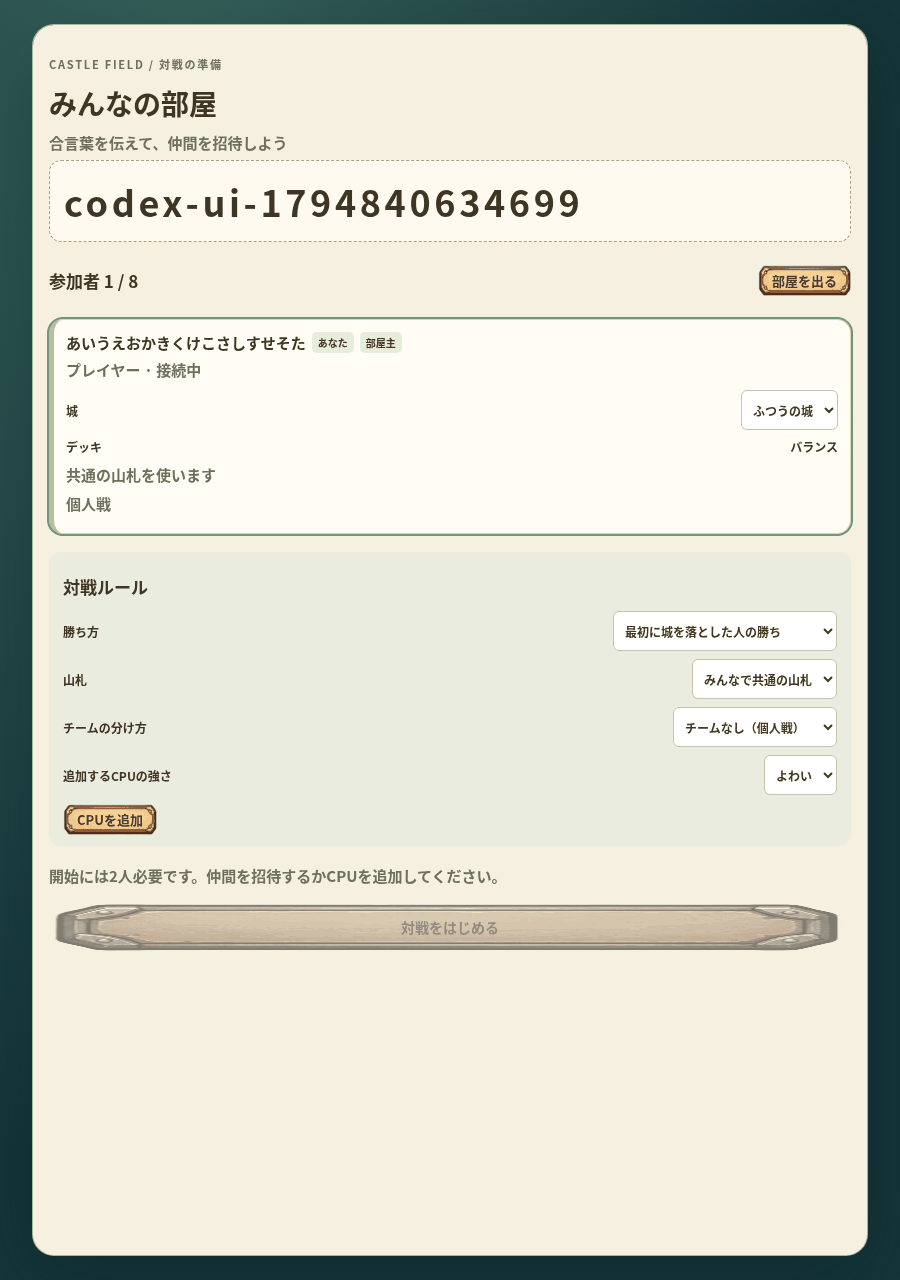 CASTLE FIELD / 対戦の準備
みんなの部屋
合言葉を伝えて、仲間を招待しよう
codex-ui-1794840634699
参加者 1 / 8
部屋を出る
あいうえおかきくけこさしすせそた あなた 部屋主
プレイヤー · 接続中
城 ふつうの城
デッキ バランス
共通の山札を使います
個人戦
対戦ルール
勝ち方 最初に城を落とした人の勝ち
山札 みんなで共通の山札
チームの分け方 チームなし（個人戦）
追加するCPUの強さ よわい
CPUを追加
開始には2人必要です。仲間を招待するかCPUを追加してください。
対戦をはじめる